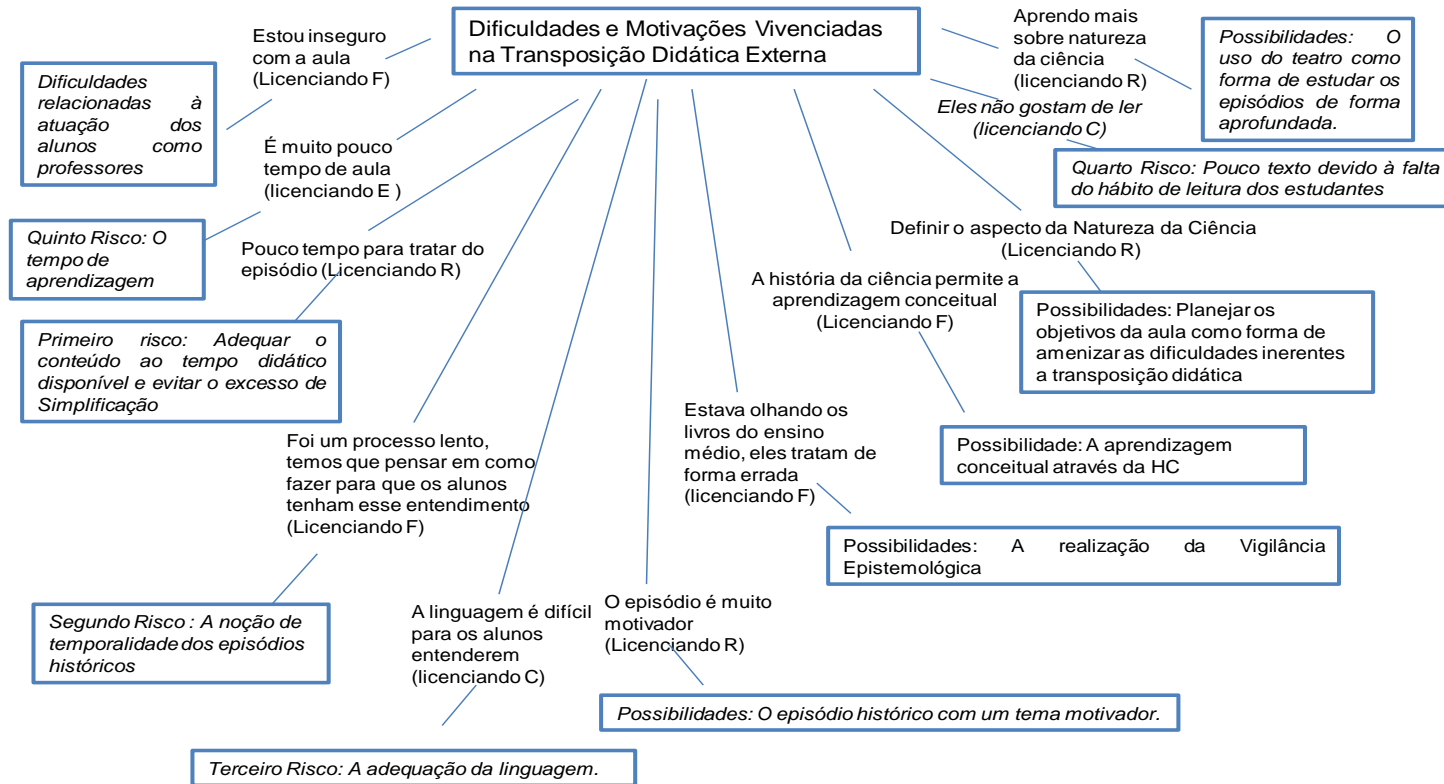 Dificuldades e Motivações Vivenciadas
na Transposição Didática Externa
Estou inseguro
com a aula
(Licenciando F)
Dificuldades
relacionadas à
atuação dos
alunos como
professores
É muito pouco
tempo de aula
(licenciando E )
Quinto Risco: O
tempo de
aprendizagem
Pouco tempo para tratar do
episódio (Licenciando R)
Primeiro risco: Adequar o
conteúdo ao tempo didático
disponível e evitar o excesso de
Simplificação
Foi um processo lento,
temos que pensar em como
fazer para que os alunos
tenham esse entendimento
(Licenciando F)
Segundo Risco : A noção de
temporalidade dos episódios
históricos
A linguagem é difícil
para os alunos
entenderem
(licenciando C)
Terceiro Risco: A adequação da linguagem.
O episódio é muito
motivador
(Licenciando R)
Possibilidades: O episódio histórico com um tema motivador.
Estava olhando os
livros do ensino
médio, eles tratam de
forma errada
(licenciando F)
Possibilidades: A realização da Vigilância
Epistemológica
A história da ciência permite a
aprendizagem conceitual
(Licenciando F)
Possibilidade: A aprendizagem
conceitual através da HC
Definir o aspecto da Natureza da Ciência
(Licenciando R)
Possibilidades: Planejar os
objetivos da aula como forma de
amenizar as dificuldades inerentes
a transposição didática
Eles não gostam de ler
(licenciando C)
Quarto Risco: Pouco texto devido à falta
do hábito de leitura dos estudantes
Aprendo mais
sobre natureza
da ciência
(licenciando R)
Possibilidades: O
uso do teatro como
forma de estudar os
episódios de forma
aprofundada.